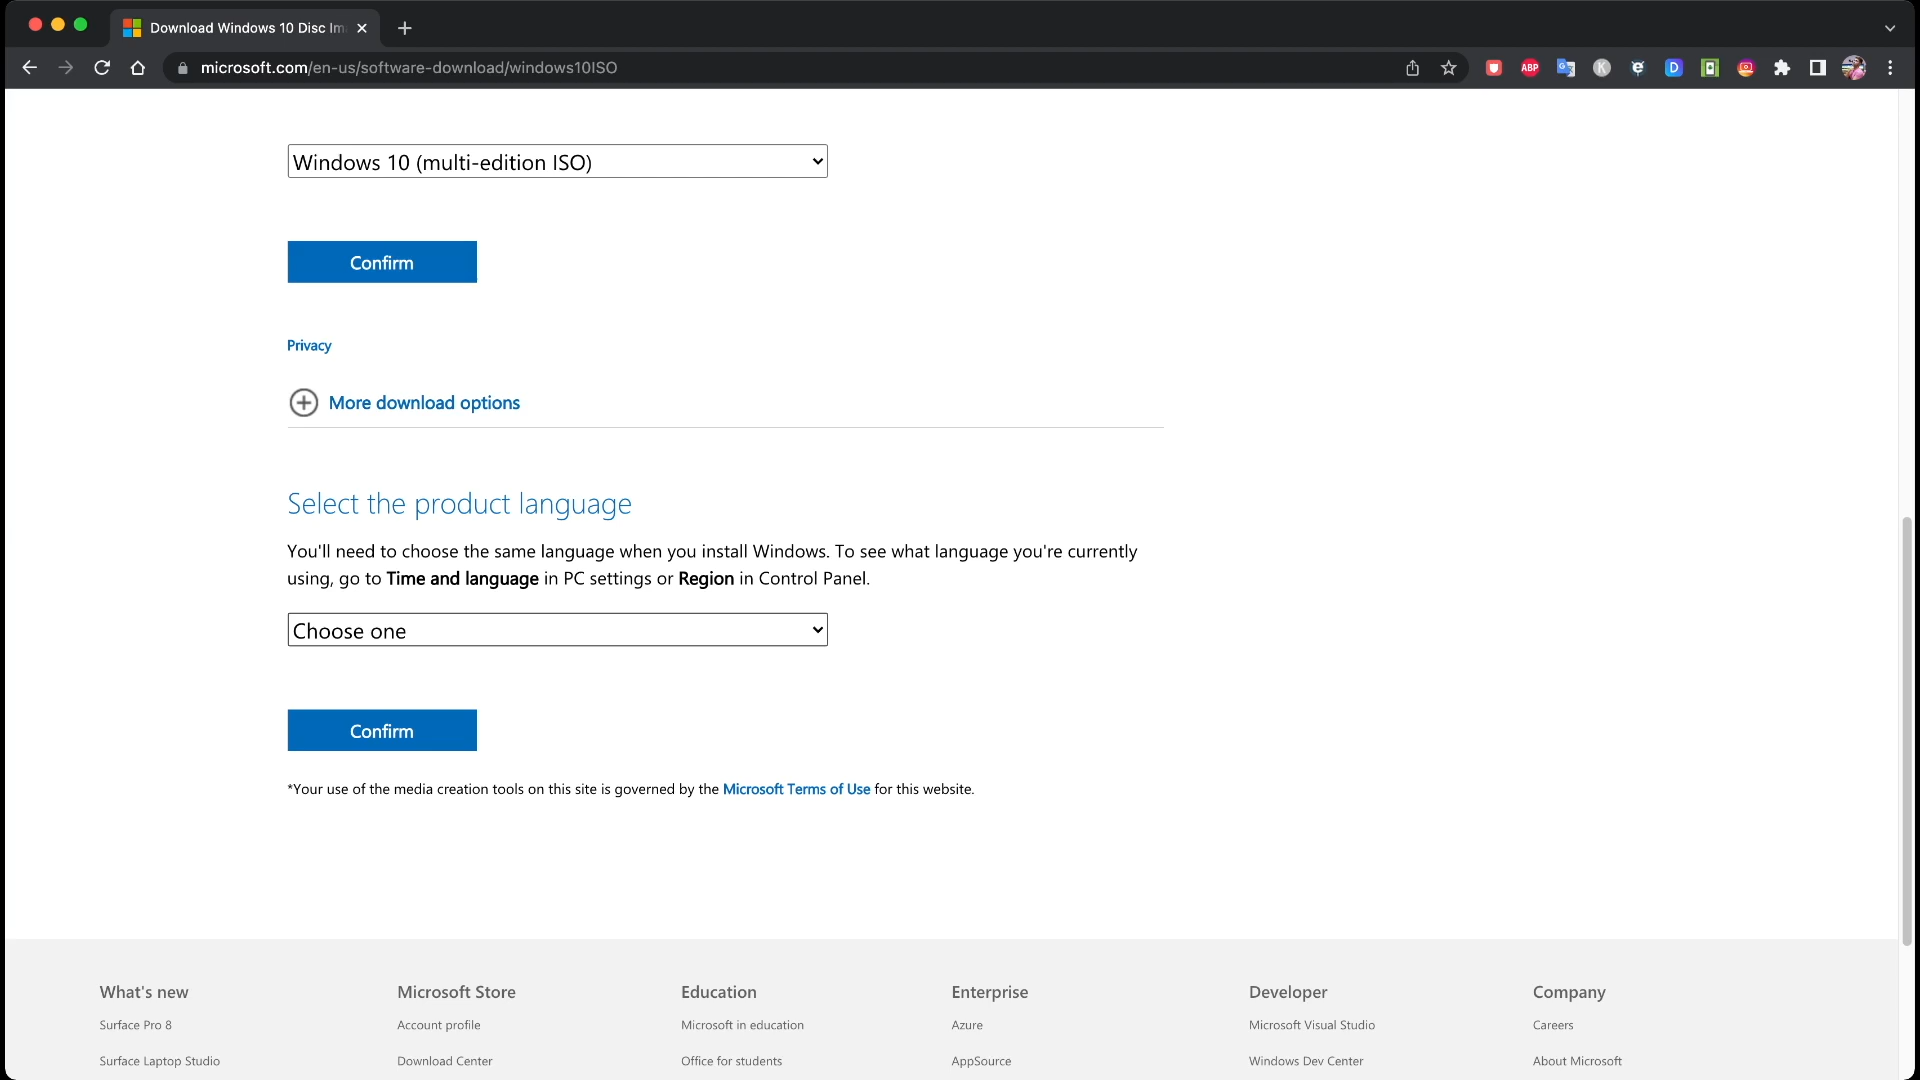 Download Windows 10 Disc Im
microsoft.com/en-us/software-download/windows10ISO
ABP
K
D
Windows 10 (multi-edition ISO)
Confirm
Privacy
More download options
Select the product language
You'll need to choose the same language when you install Windows. To see what language you're currently
using, go to Time and language in PC settings or Region in Control Panel.
Choose one
Confirm
*Your use of the media creation tools on this site is governed by the Microsoft Terms of Use for this website.
What's new
Surface Pro 8
Surface Laptop Studio
Microsoft Store
Account profile
Download Center
Education
Microsoft in education
Office for students
Enterprise
Azure
AppSource
Developer
Microsoft Visual Studio
Windows Dev Center
Company
Careers
About Microsoft